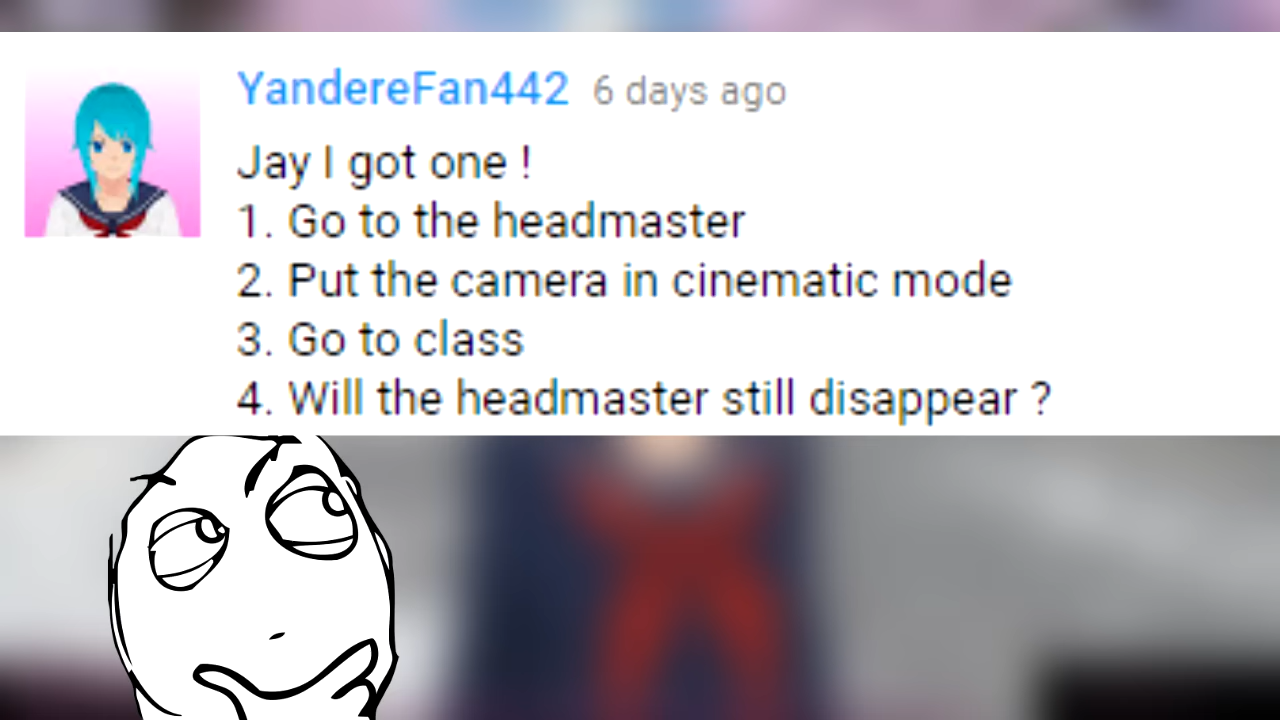 YandereFan442 6 days ago
Jay I got one !
1. Go to the headmaster
2. Put the camera in cinematic mode
3. Go to class
4. Will the headmaster still disappear ?